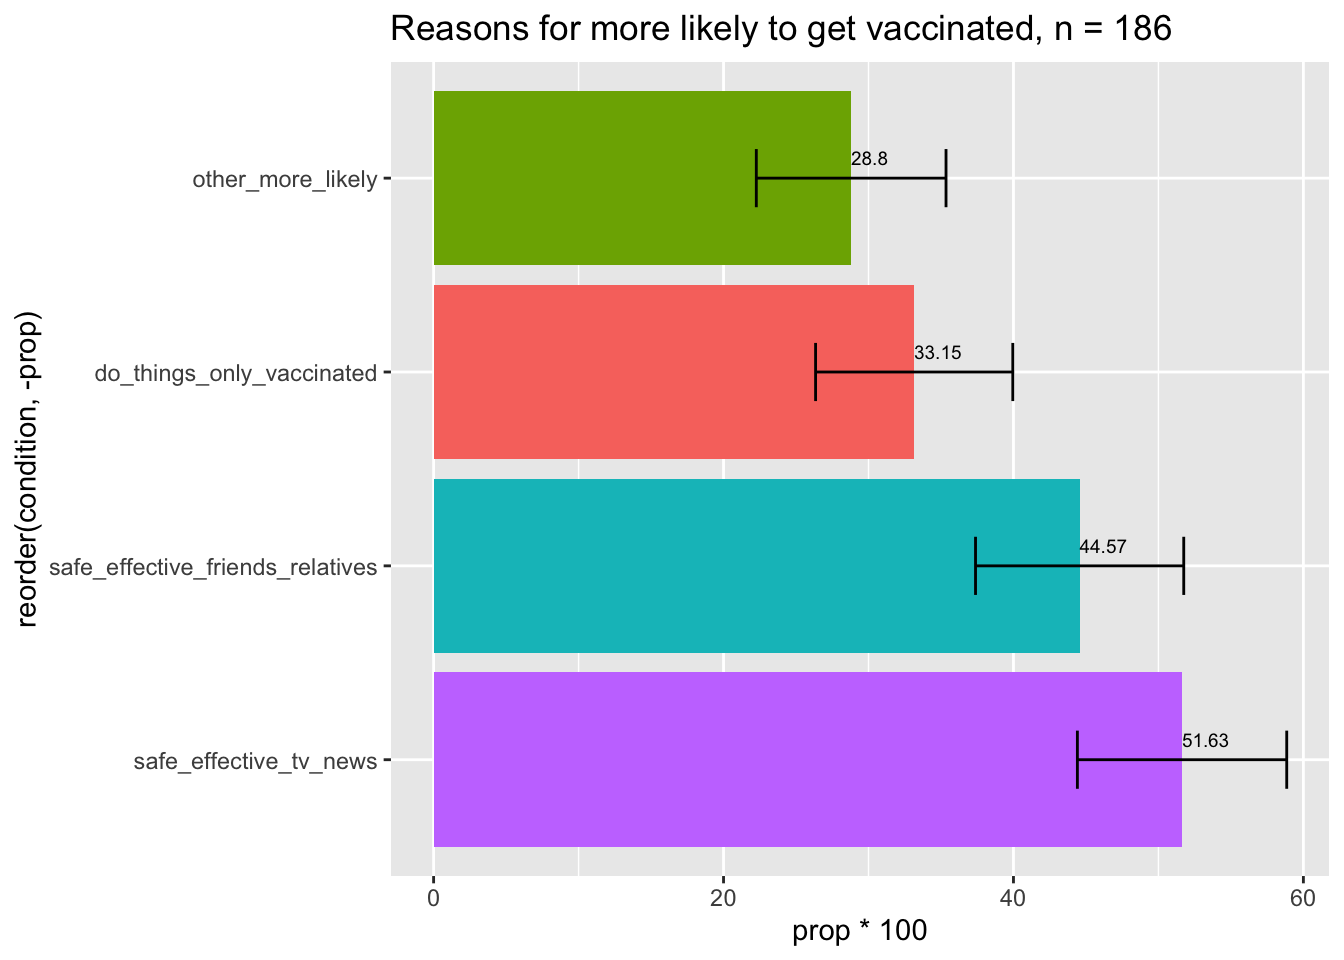 Reasons for more likely to get vaccinated, n = 186
reorder(condition, -prop)
other_more_likely
28.8
do_things_only_vaccinated
33.15
safe_effective_friends_relatives
44.57
safe_effective_tv_news
51.63
0 20 40 60
prop * 100